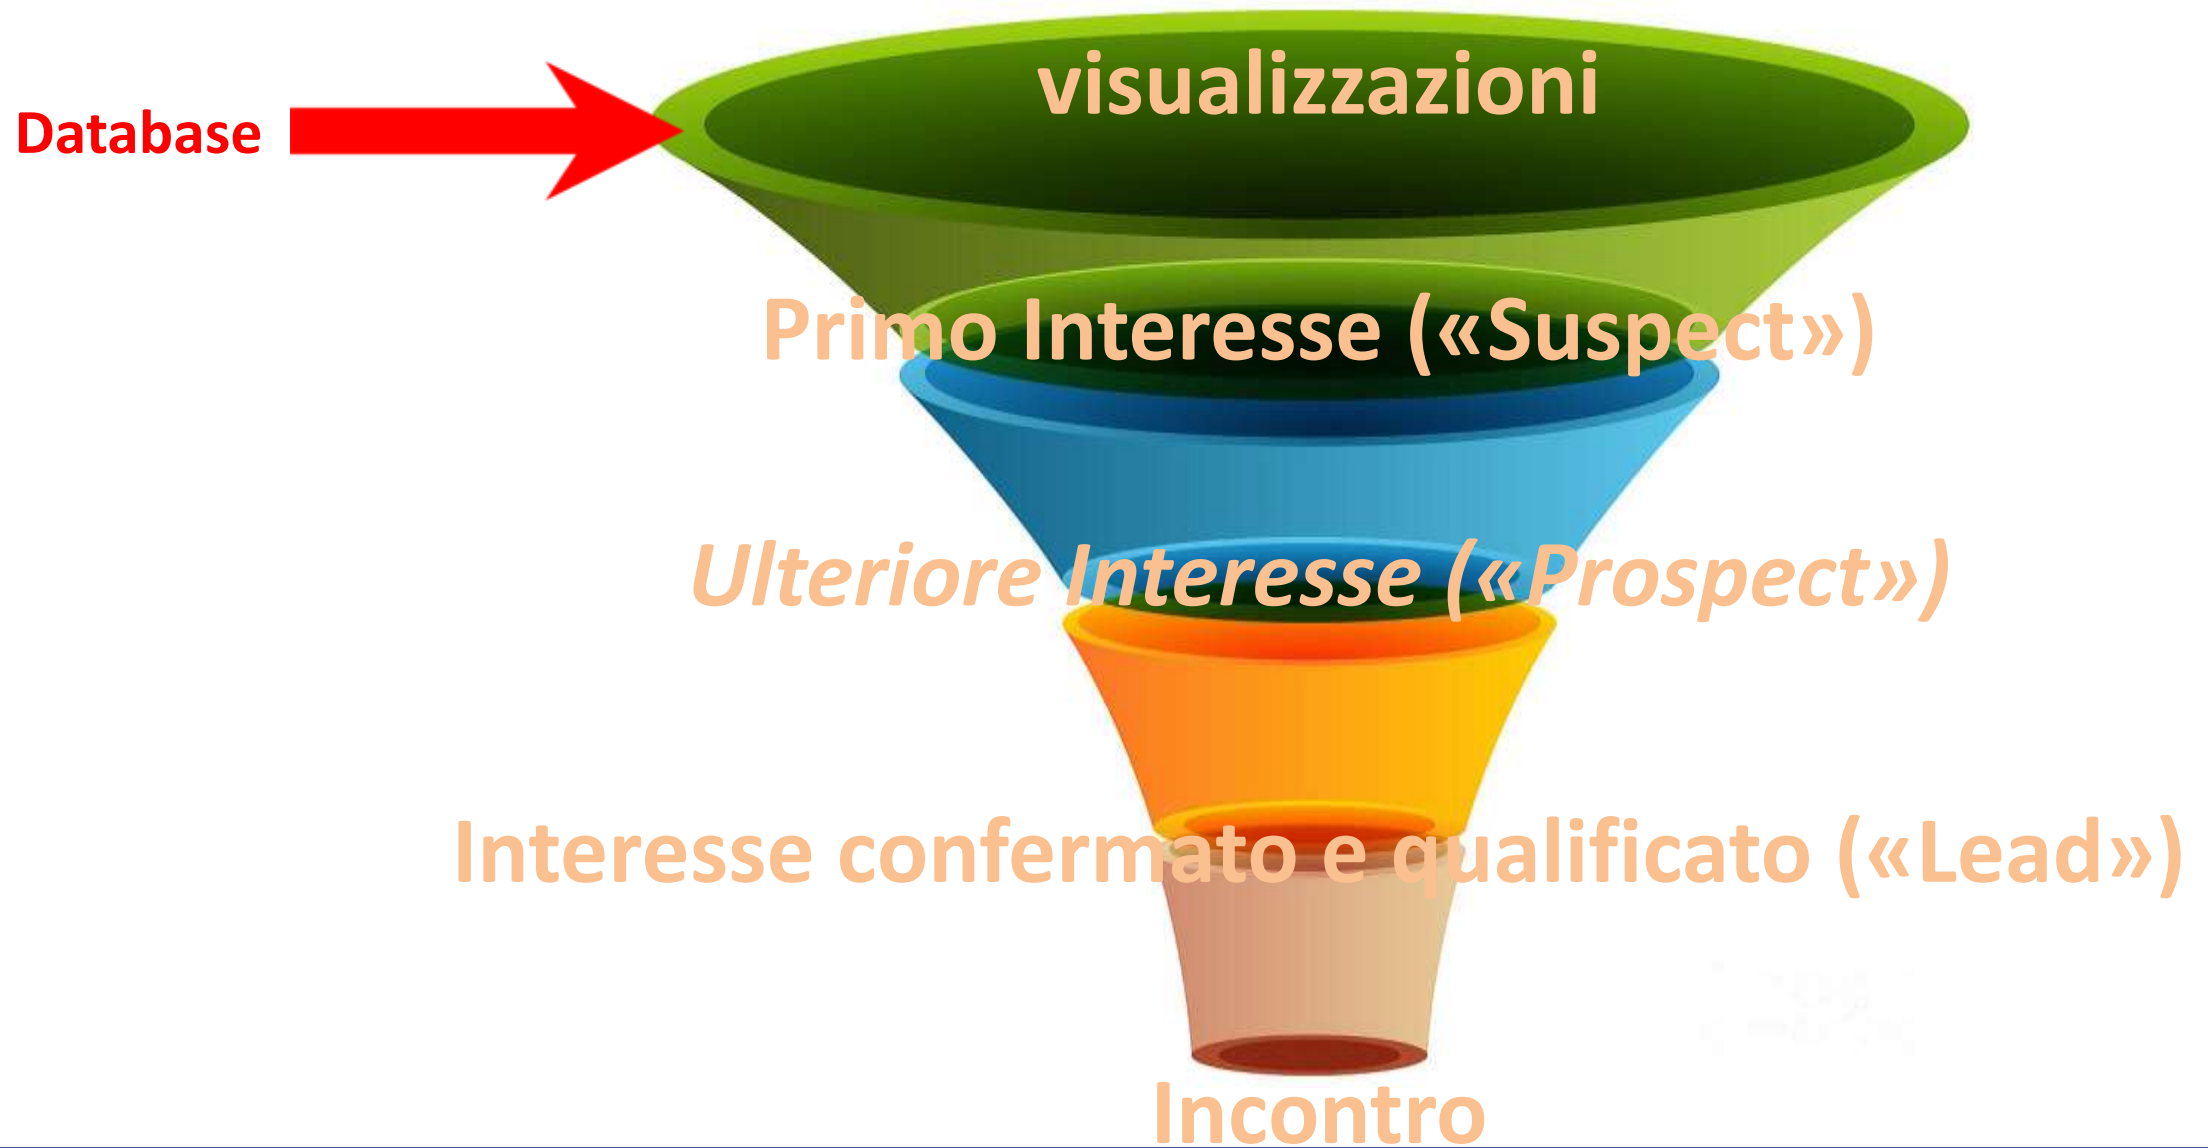 visualizzazioni
Database
Primo Interesse («Suspect»)
Ulteriore Interesse («Prospect»)
Interesse confermato e qualificato («Lead»)
Incontro